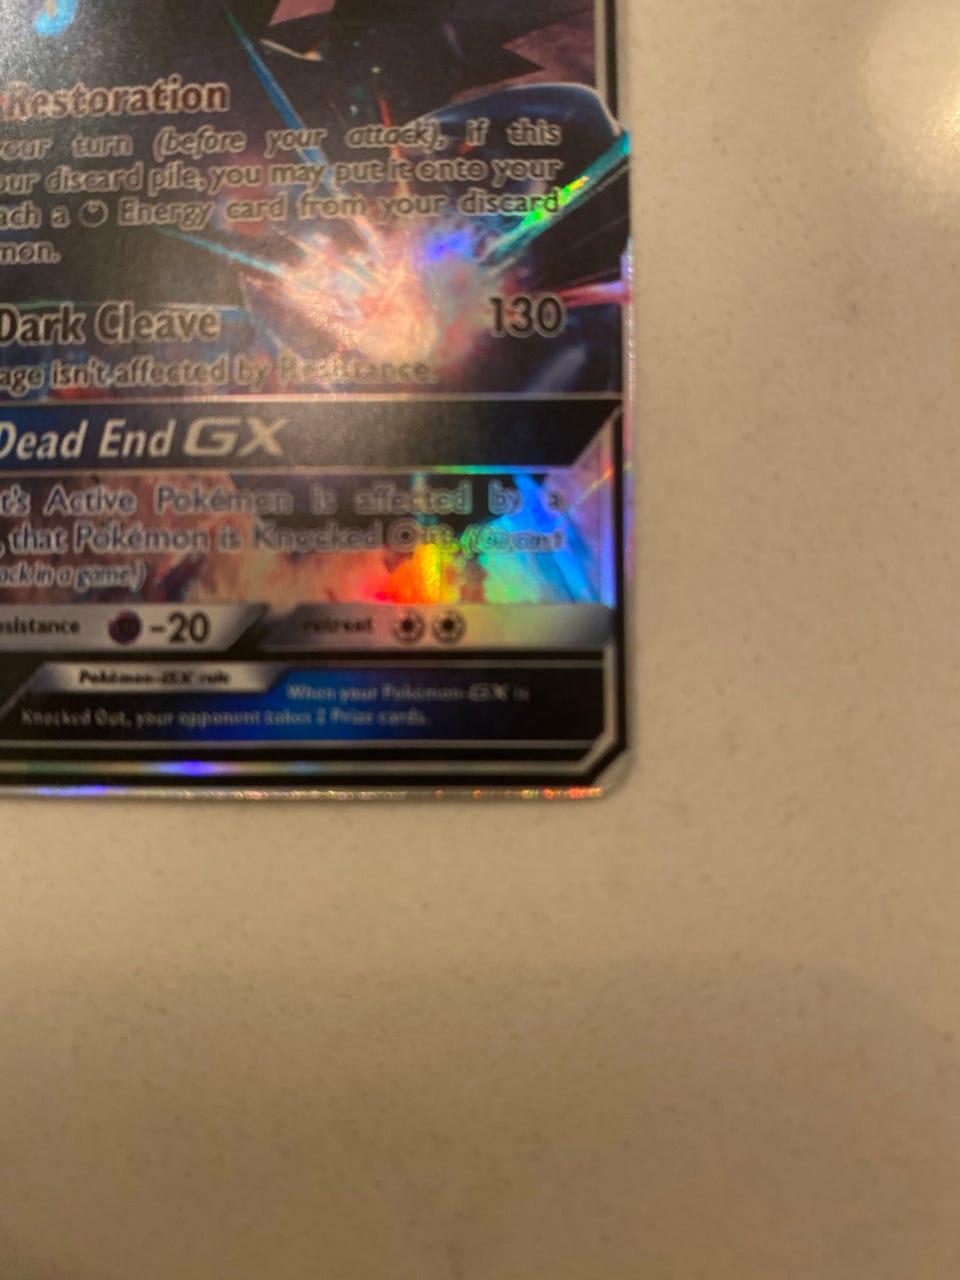 Restoration
your turn (before your attack), if this
our discard pile, you may put it onto your
ach a Energy card from your discard
mon.
Dark Cleave 130
age isn't affected by Resistance.
Dead End GX
t's Active Pokémon is affected by a
, that Pokémon is Knocked Out. (You can't
ack in a game.)
esistance -20 retreat
Pokémon-GX rule When your Pokémon-GX is
Knocked Out, your opponent takes 2 Prize cards.